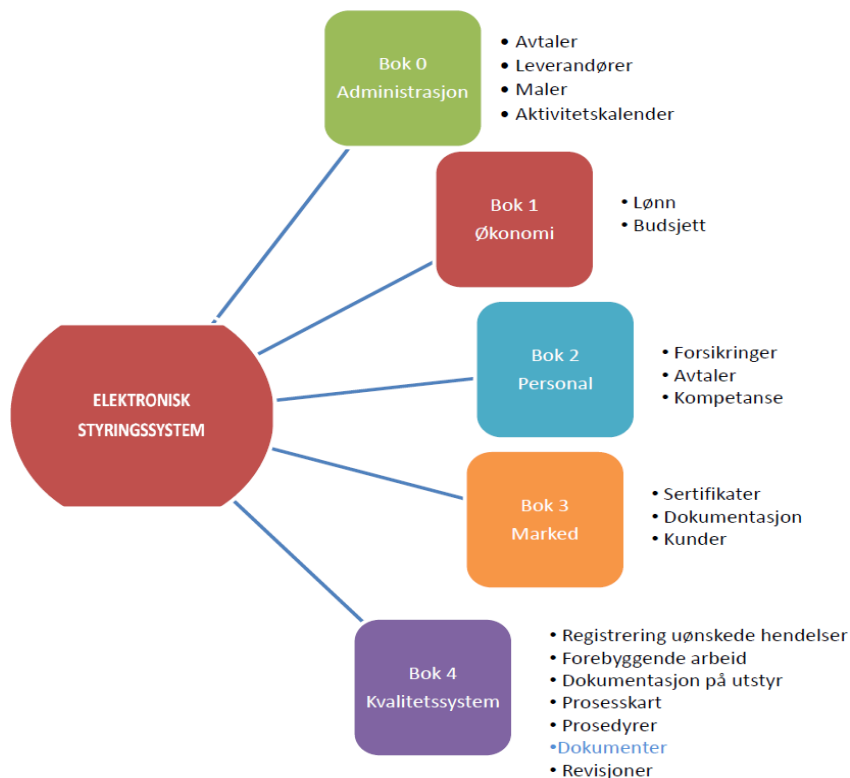 Bok 0
Administrasjon
• Avtaler
• Leverandører
• Maler
• Aktivitetskalender
Bok 1
Økonomi
• Lønn
• Budsjett
ELEKTRONISK
STYRINGSSYSTEM
Bok 2
Personal
• Forsikringer
• Avtaler
• Kompetanse
Bok 3
Marked
• Sertifikater
• Dokumentasjon
• Kunder
Bok 4
Kvalitetssystem
• Registrering uønskede hendelser
• Forebyggende arbeid
• Dokumentasjon på utstyr
• Prosesskart
• Prosedyrer
•Dokumenter
• Revisjoner